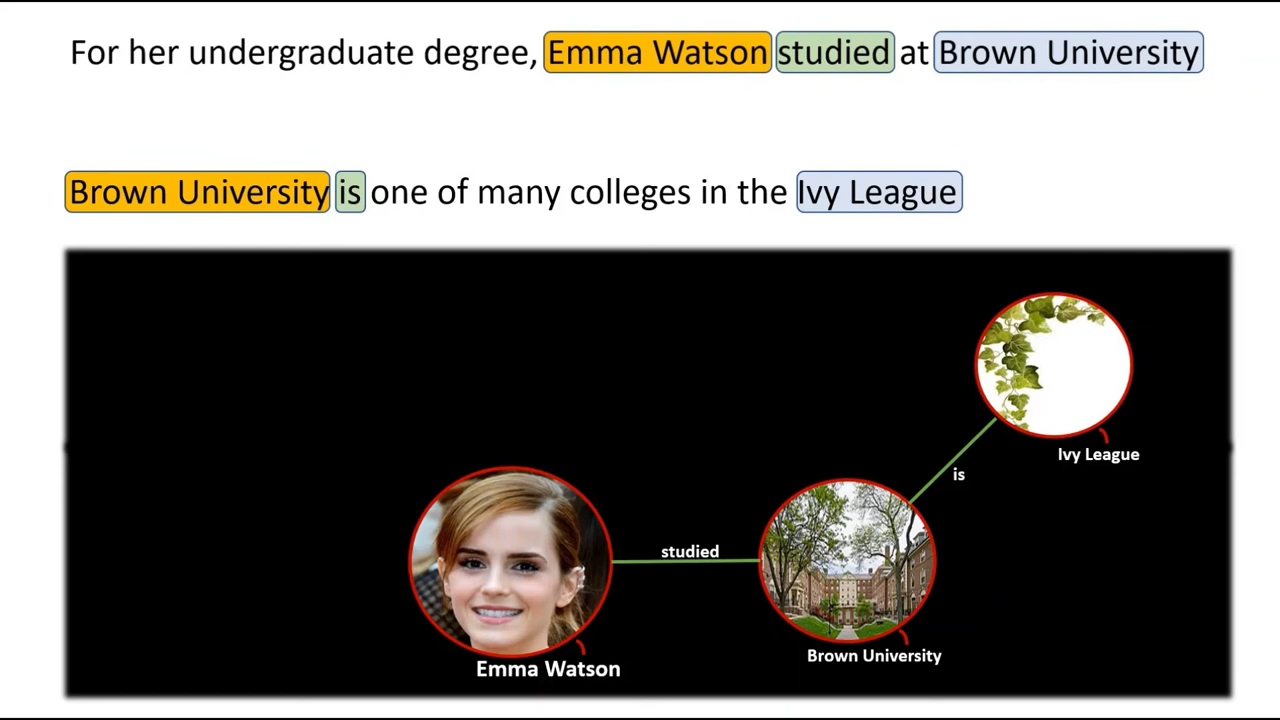 For her undergraduate degree, Emma Watson studied at Brown University
Brown University is one of many colleges in the Ivy League
Ivy League
is
studied
Brown University
Emma Watson